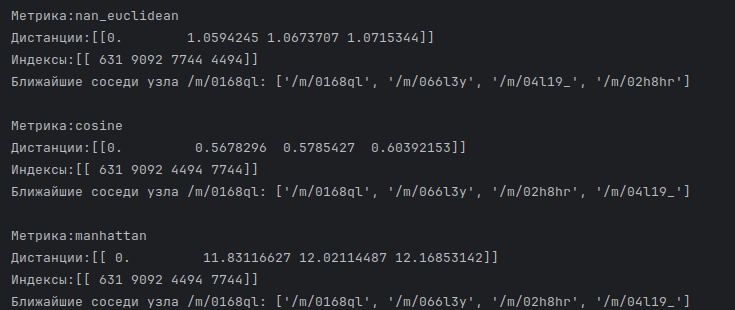 Метрика:nan_euclidean
Дистанции:[[0.        1.0594245 1.0673707 1.0715344]]
Индексы:[[ 631 9092 7744 4494]]
Ближайшие соседи узла /m/0168ql: ['/m/0168ql', '/m/066l3y', '/m/04l19_', '/m/02h8hr']
Метрика:cosine
Дистанции:[[0.         0.5678296  0.5785427  0.60392153]]
Индексы:[[ 631 9092 4494 7744]]
Ближайшие соседи узла /m/0168ql: ['/m/0168ql', '/m/066l3y', '/m/02h8hr', '/m/04l19_']
Метрика:manhattan
Дистанции:[[ 0.         11.83116627 12.02114487 12.16853142]]
Индексы:[[ 631 9092 4494 7744]]
Ближайшие соседи узла /m/0168ql: ['/m/0168ql', '/m/066l3y', '/m/02h8hr', '/m/04l19_']